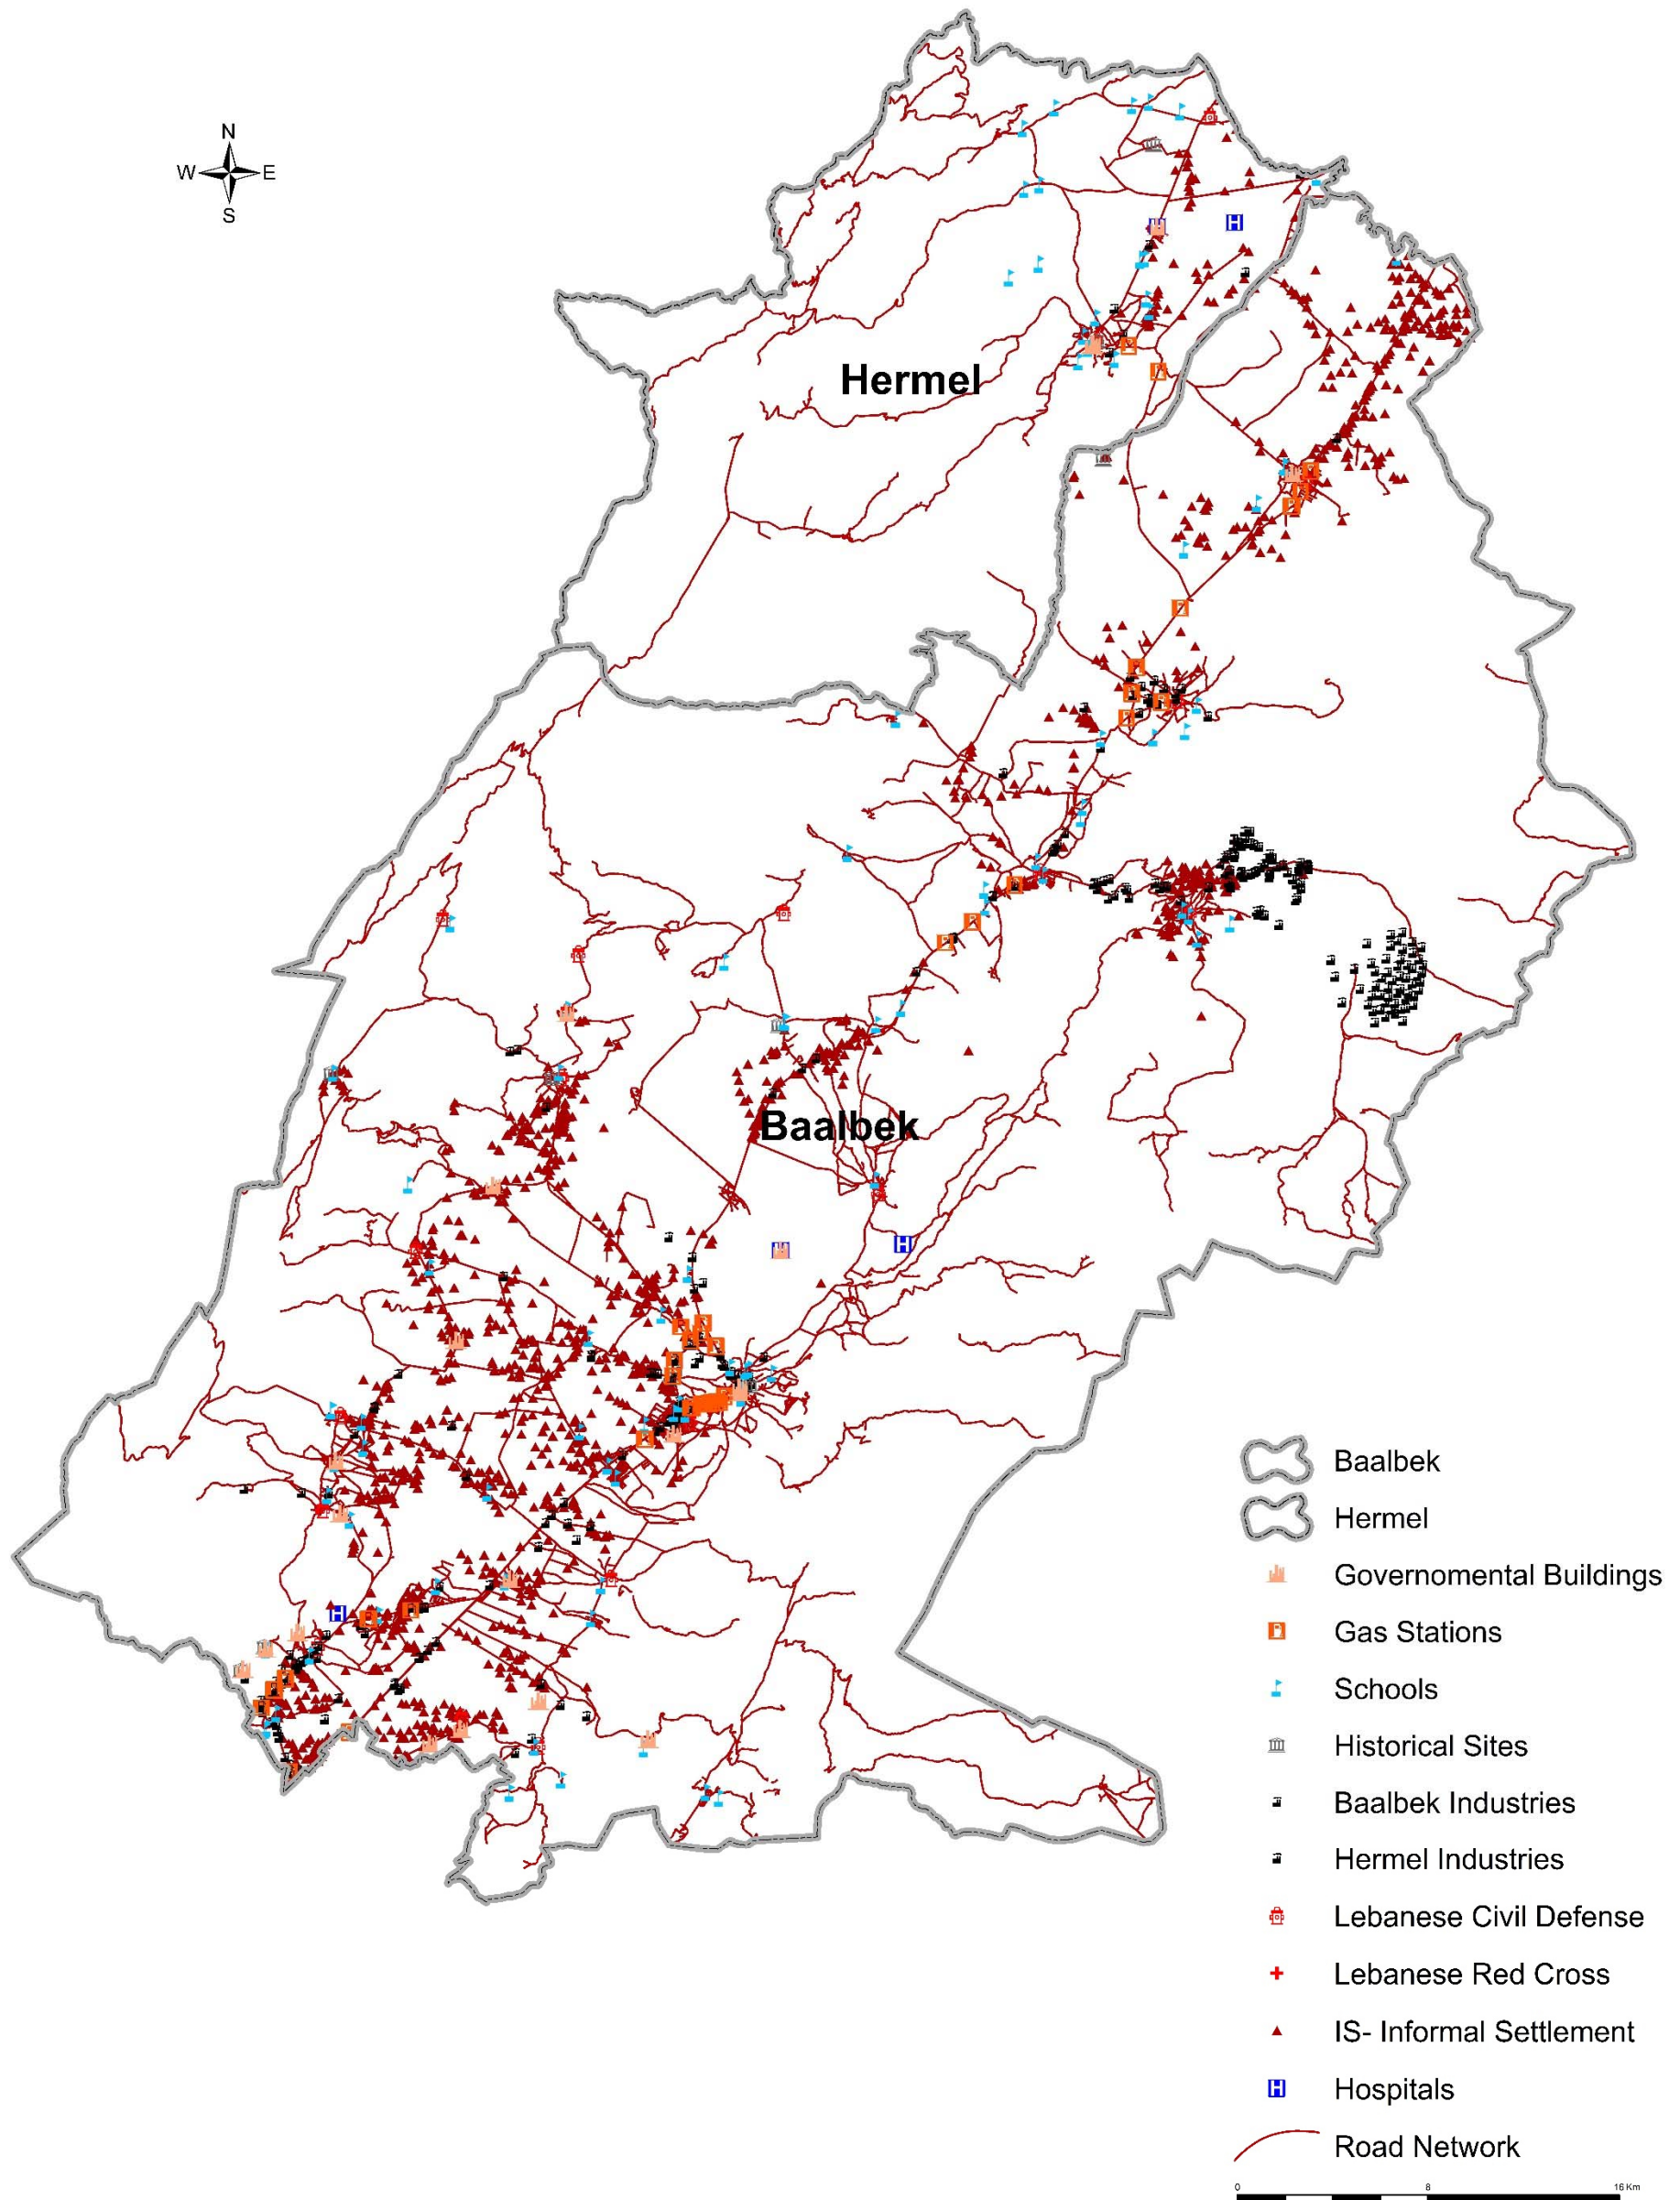 N
W E
S
Hermel
Baalbek
Baalbek
Hermel
Governomental Buildings
Gas Stations
Schools
Historical Sites
Baalbek Industries
Hermel Industries
Lebanese Civil Defense
Lebanese Red Cross
IS- Informal Settlement
Hospitals
Road Network
0 8 16 Km